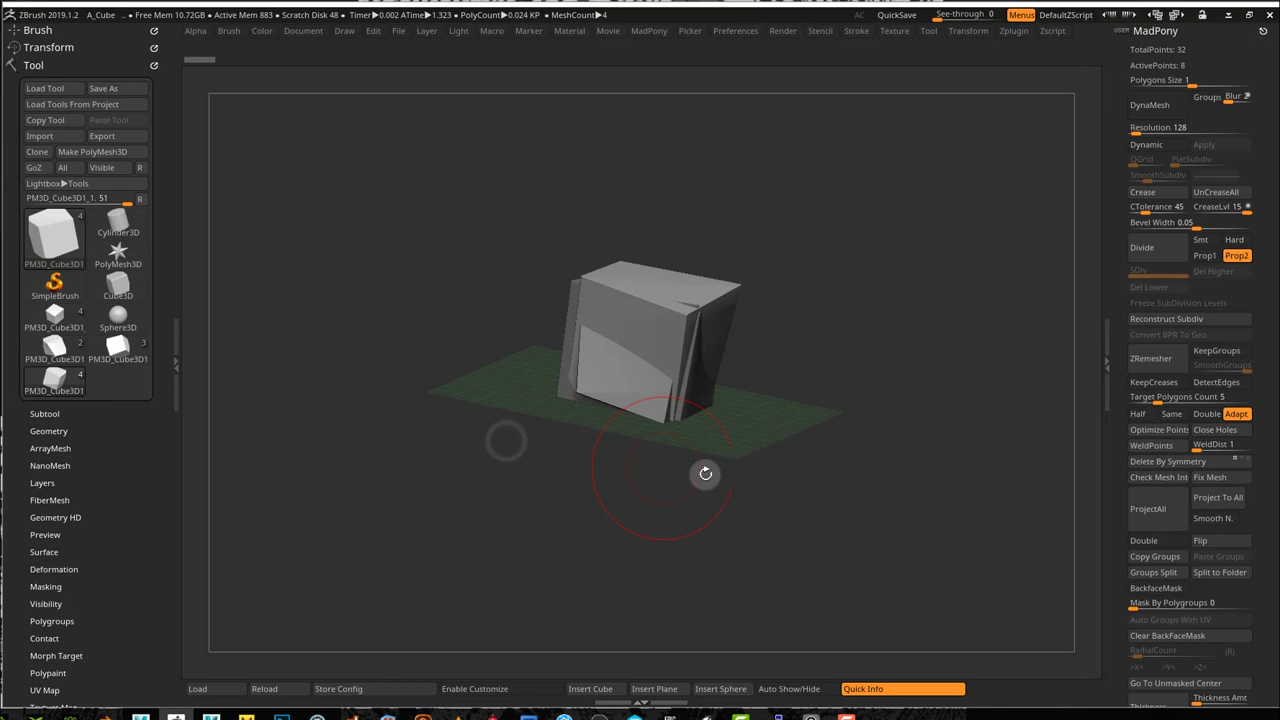 ZBrush 2019.1.2 A_Cube .. • Free Mem 10.72GB • Active Mem 883 • Scratch Disk 48 • Timer▶0.002 ATime▶1.323 • PolyCount▶0.024 KP • MeshCount▶4 AC QuickSave See-through 0 Menus DefaultZScript
Alpha Brush Color Document Draw Edit File Layer Light Macro Marker Material Movie MadPony Picker Preferences Render Stencil Stroke Texture Tool Transform Zplugin Zscript
Brush
Transform
Tool
Load Tool Save As
Load Tools From Project
Copy Tool Paste Tool
Import Export
Clone Make PolyMesh3D
GoZ All Visible R
Lightbox▶Tools
PM3D_Cube3D1_1. 51 R
4
Cylinder3D
PM3D_Cube3D1 PolyMesh3D
SimpleBrush Cube3D
4
PM3D_Cube3D1_ Sphere3D
2 3
PM3D_Cube3D1 PM3D_Cube3D1
4
PM3D_Cube3D1
Subtool
Geometry
ArrayMesh
NanoMesh
Layers
FiberMesh
Geometry HD
Preview
Surface
Deformation
Masking
Visibility
Polygroups
Contact
Morph Target
Polypaint
UV Map
Load Reload Store Config Enable Customize Insert Cube Insert Plane Insert Sphere Auto Show/Hide Quick Info
USER MadPony
TotalPoints: 32
ActivePoints: 8
Polygons Size 1
DynaMesh Groups Blur 2
Resolution 128
Dynamic Apply
QGrid FlatSubdiv
SmoothSubdiv
Crease UnCreaseAll
CTolerance 45 CreaseLvl 15
Bevel Width 0.05
Divide Smt Hard
Prop1 Prop2
SDiv Del Higher
Del Lower
Freeze SubDivision Levels
Reconstruct Subdiv
Convert BPR To Geo
ZRemesher KeepGroups
SmoothGroups
KeepCreases DetectEdges
Target Polygons Count 5
Half Same Double Adapt
Optimize Points Close Holes
WeldPoints WeldDist 1
Delete By Symmetry
Check Mesh Int Fix Mesh
ProjectAll Project To All
Smooth N.
Double Flip
Copy Groups Paste Groups
Groups Split Split to Folder
BackfaceMask
Mask By Polygroups 0
Auto Groups With UV
Clear BackFaceMask
RadialCount (R)
>X< >Y< >Z<
Go To Unmasked Center
Thickness Amt